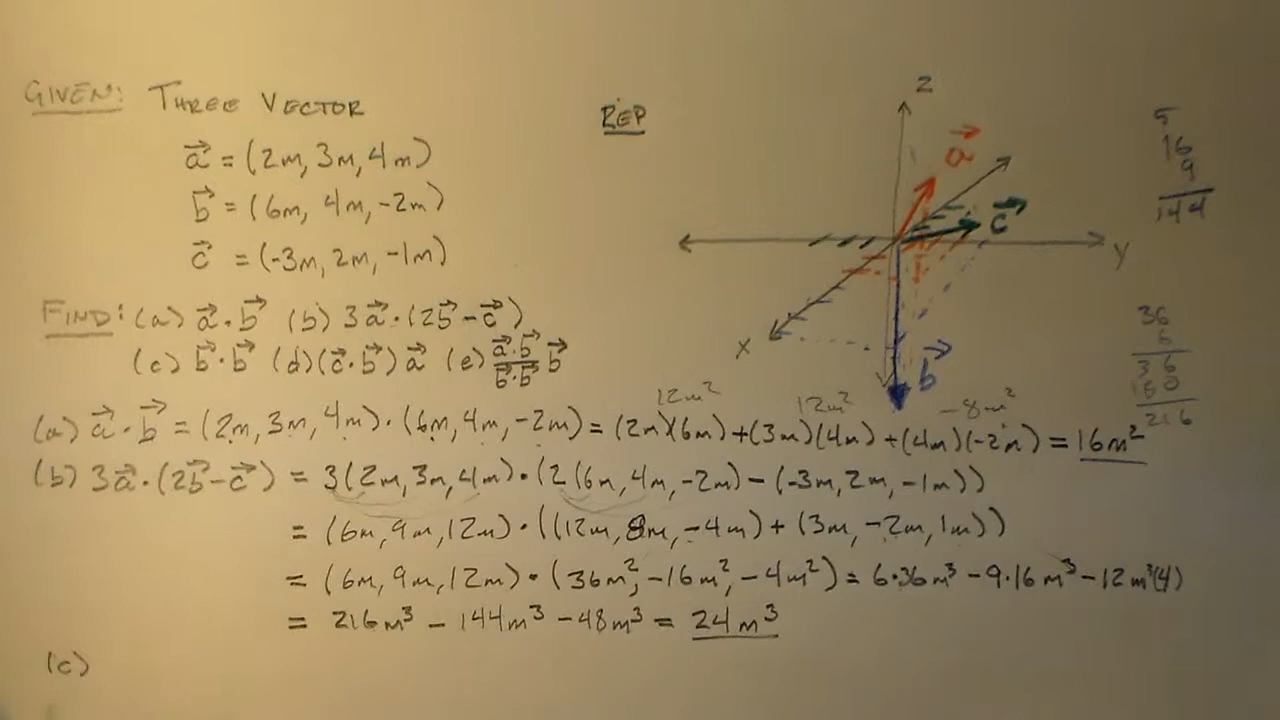 GIVEN: THREE VECTOR
a⃗ = (2m, 3m, 4m)
b⃗ = (6m, 4m, -2m)
c⃗ = (-3m, 2m, -1m)
FIND: (a) a⃗·b⃗ (b) 3a⃗·(2b⃗-c⃗)
(c) b⃗·b⃗ (d) (c⃗·b⃗)a⃗ (e) (a⃗·b⃗)/(b⃗·b⃗) b⃗
REP
Z
a⃗
c⃗
Y
X
b⃗
5
16
9
144
36
6
36
180
216
12m² 12m² -8m²
(a) a⃗·b⃗ = (2m, 3m, 4m)·(6m, 4m, -2m) = (2m)(6m)+(3m)(4m)+(4m)(-2m) = 16m²
(b) 3a⃗·(2b⃗-c⃗) = 3(2m, 3m, 4m)·(2(6m, 4m, -2m) - (-3m, 2m, -1m))
= (6m, 9m, 12m)·((12m, 8m, -4m) + (3m, -2m, 1m))
= (6m, 9m, 12m)·(36m², -16m², -4m²) = 6·36m³ - 9·16m³ - 12m³(4)
= 216m³ - 144m³ - 48m³ = 24m³
(c)